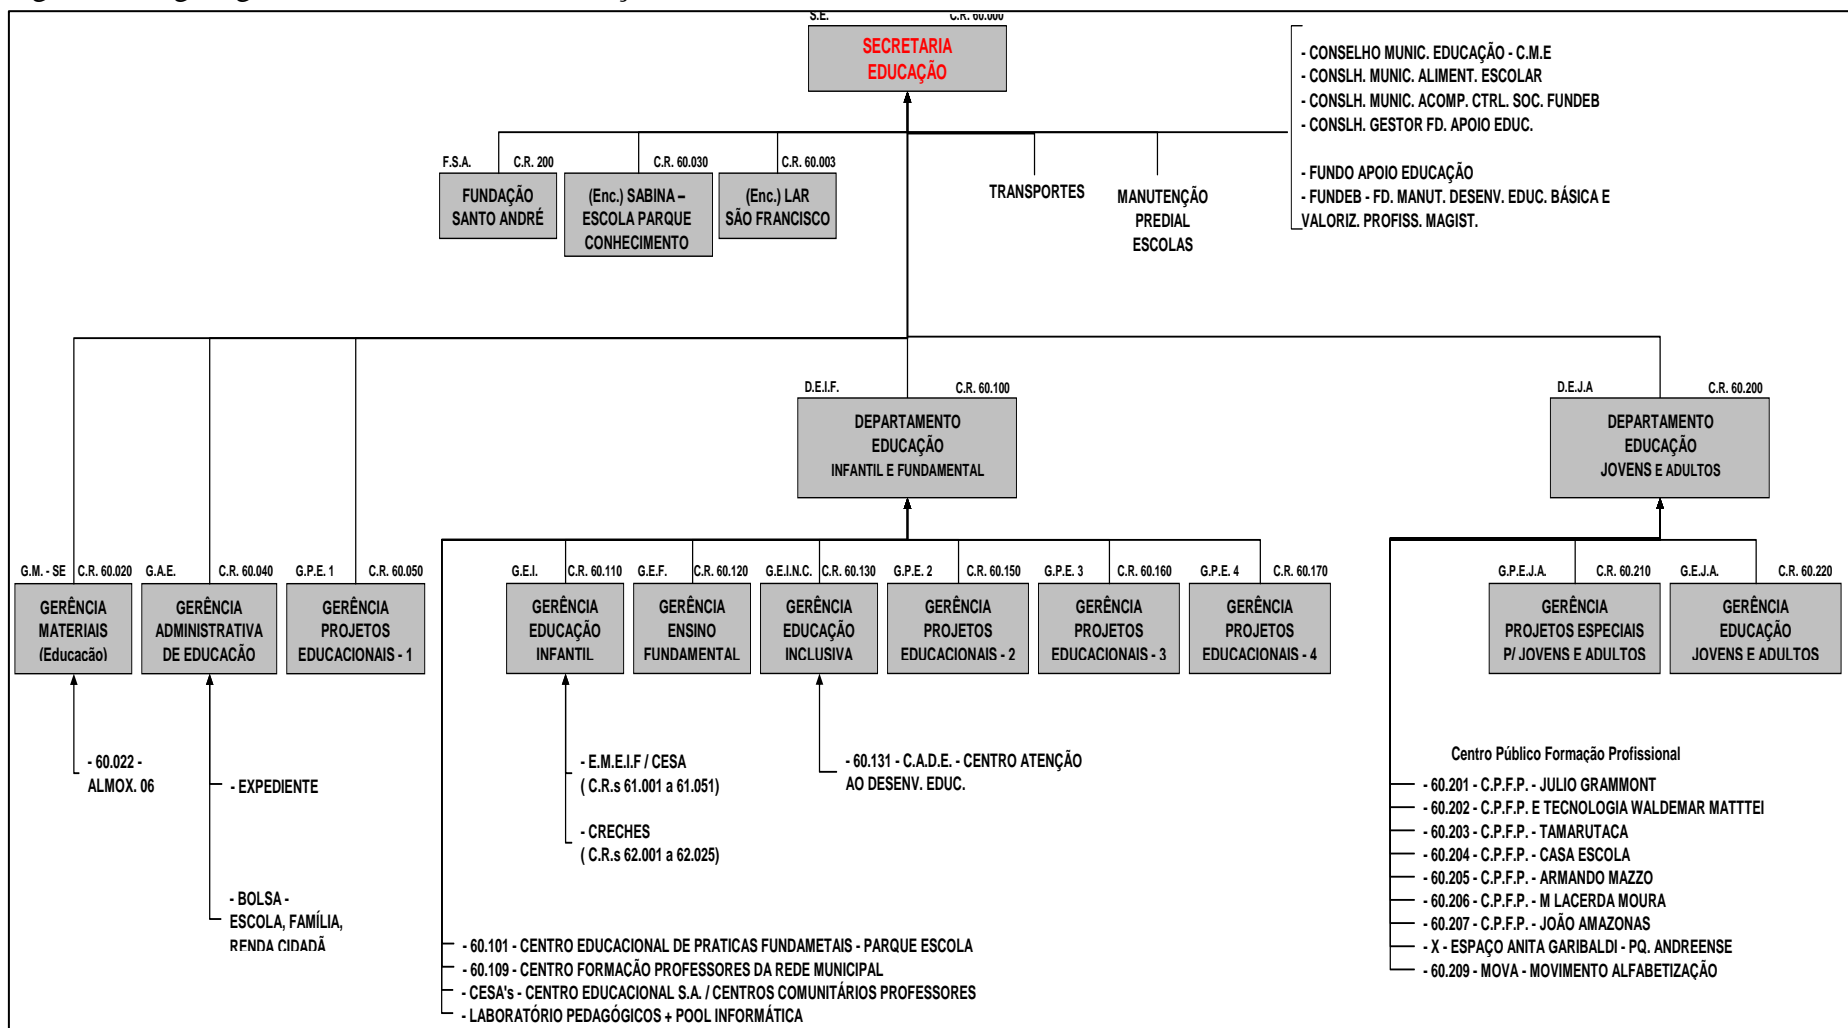 S.E. C.R. 60.000
SECRETARIA
EDUCAÇÃO
- CONSELHO MUNIC. EDUCAÇÃO - C.M.E
- CONSLH. MUNIC. ALIMENT. ESCOLAR
- CONSLH. MUNIC. ACOMP. CTRL. SOC. FUNDEB
- CONSLH. GESTOR FD. APOIO EDUC.
- FUNDO APOIO EDUCAÇÃO
- FUNDEB - FD. MANUT. DESENV. EDUC. BÁSICA E
VALORIZ. PROFISS. MAGIST.
F.S.A. C.R. 200
FUNDAÇÃO
SANTO ANDRÉ
C.R. 60.030
(Enc.) SABINA –
ESCOLA PARQUE
CONHECIMENTO
C.R. 60.003
(Enc.) LAR
SÃO FRANCISCO
TRANSPORTES
MANUTENÇÃO
PREDIAL
ESCOLAS
D.E.I.F. C.R. 60.100
DEPARTAMENTO
EDUCAÇÃO
INFANTIL E FUNDAMENTAL
D.E.J.A C.R. 60.200
DEPARTAMENTO
EDUCAÇÃO
JOVENS E ADULTOS
G.M. - SE C.R. 60.020
GERÊNCIA
MATERIAIS
(Educação)
G.A.E. C.R. 60.040
GERÊNCIA
ADMINISTRATIVA
DE EDUCAÇÃO
G.P.E. 1 C.R. 60.050
GERÊNCIA
PROJETOS
EDUCACIONAIS - 1
G.E.I. C.R. 60.110
GERÊNCIA
EDUCAÇÃO
INFANTIL
G.E.F. C.R. 60.120
GERÊNCIA
ENSINO
FUNDAMENTAL
G.E.I.N.C. C.R. 60.130
GERÊNCIA
EDUCAÇÃO
INCLUSIVA
G.P.E. 2 C.R. 60.150
GERÊNCIA
PROJETOS
EDUCACIONAIS - 2
G.P.E. 3 C.R. 60.160
GERÊNCIA
PROJETOS
EDUCACIONAIS - 3
G.P.E. 4 C.R. 60.170
GERÊNCIA
PROJETOS
EDUCACIONAIS - 4
G.P.E.J.A. C.R. 60.210
GERÊNCIA
PROJETOS ESPECIAIS
P/ JOVENS E ADULTOS
G.E.J.A. C.R. 60.220
GERÊNCIA
EDUCAÇÃO
JOVENS E ADULTOS
- 60.022 -
ALMOX. 06
- EXPEDIENTE
- BOLSA -
ESCOLA, FAMÍLIA,
RENDA CIDADÃ
- E.M.E.I.F / CESA
( C.R.s 61.001 a 61.051)
- CRECHES
( C.R.s 62.001 a 62.025)
- 60.131 - C.A.D.E. - CENTRO ATENÇÃO
AO DESENV. EDUC.
- 60.101 - CENTRO EDUCACIONAL DE PRATICAS FUNDAMETAIS - PARQUE ESCOLA
- 60.109 - CENTRO FORMAÇÃO PROFESSORES DA REDE MUNICIPAL
- CESA's - CENTRO EDUCACIONAL S.A. / CENTROS COMUNITÁRIOS PROFESSORES
- LABORATÓRIO PEDAGÓGICOS + POOL INFORMÁTICA
Centro Público Formação Profissional
- 60.201 - C.P.F.P. - JULIO GRAMMONT
- 60.202 - C.P.F.P. E TECNOLOGIA WALDEMAR MATTTEI
- 60.203 - C.P.F.P. - TAMARUTACA
- 60.204 - C.P.F.P. - CASA ESCOLA
- 60.205 - C.P.F.P. - ARMANDO MAZZO
- 60.206 - C.P.F.P. - M LACERDA MOURA
- 60.207 - C.P.F.P. - JOÃO AMAZONAS
- X - ESPAÇO ANITA GARIBALDI - PQ. ANDREENSE
- 60.209 - MOVA - MOVIMENTO ALFABETIZAÇÃO